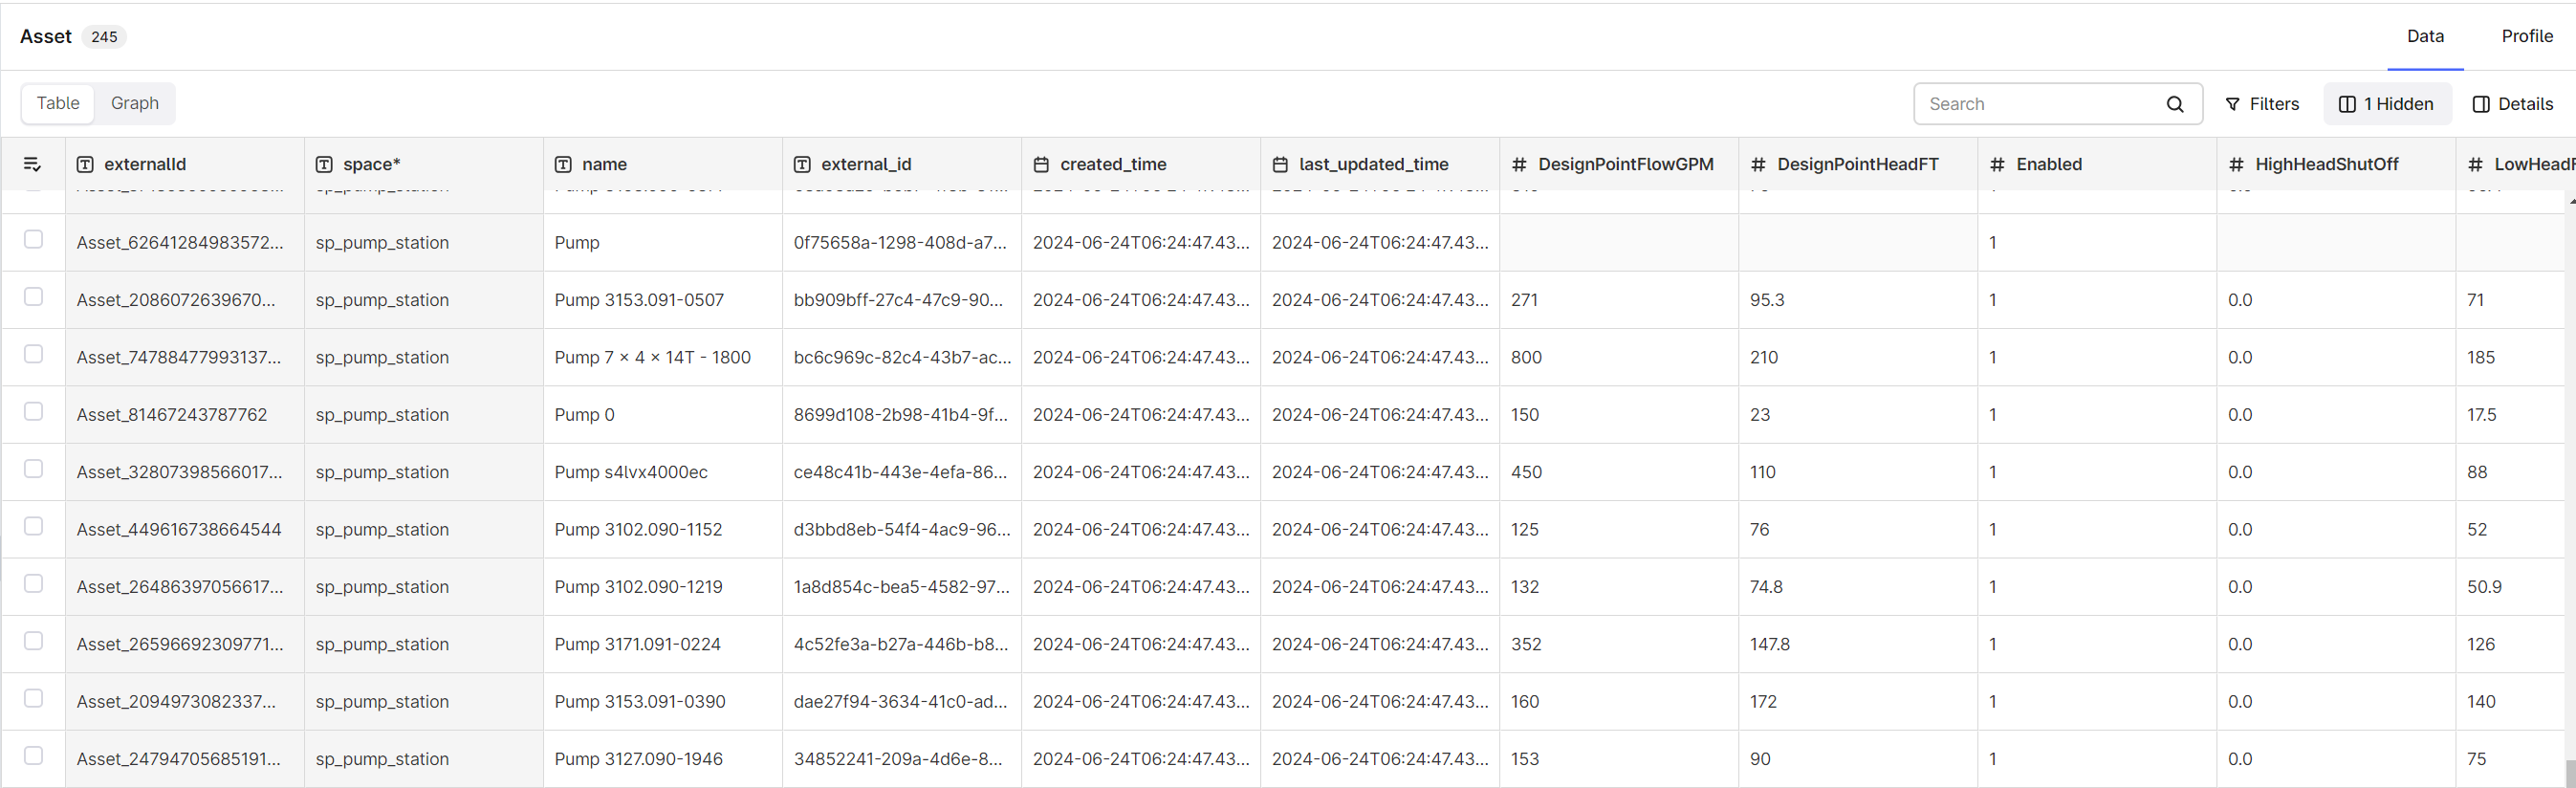 Asset 245 Data Profile
Table Graph Search Filters 1 Hidden Details
externalId space* name external_id created_time last_updated_time # DesignPointFlowGPM # DesignPointHeadFT # Enabled # HighHeadShutOff # LowHeadF
Asset_62641284983572... sp_pump_station Pump 0f75658a-1298-408d-a7... 2024-06-24T06:24:47.43... 2024-06-24T06:24:47.43... 1
Asset_2086072639670... sp_pump_station Pump 3153.091-0507 bb909bff-27c4-47c9-90... 2024-06-24T06:24:47.43... 2024-06-24T06:24:47.43... 271 95.3 1 0.0 71
Asset_74788477993137... sp_pump_station Pump 7 × 4 × 14T - 1800 bc6c969c-82c4-43b7-ac... 2024-06-24T06:24:47.43... 2024-06-24T06:24:47.43... 800 210 1 0.0 185
Asset_81467243787762 sp_pump_station Pump 0 8699d108-2b98-41b4-9f... 2024-06-24T06:24:47.43... 2024-06-24T06:24:47.43... 150 23 1 0.0 17.5
Asset_32807398566017... sp_pump_station Pump s4lvx4000ec ce48c41b-443e-4efa-86... 2024-06-24T06:24:47.43... 2024-06-24T06:24:47.43... 450 110 1 0.0 88
Asset_449616738664544 sp_pump_station Pump 3102.090-1152 d3bbd8eb-54f4-4ac9-96... 2024-06-24T06:24:47.43... 2024-06-24T06:24:47.43... 125 76 1 0.0 52
Asset_26486397056617... sp_pump_station Pump 3102.090-1219 1a8d854c-bea5-4582-97... 2024-06-24T06:24:47.43... 2024-06-24T06:24:47.43... 132 74.8 1 0.0 50.9
Asset_26596692309771... sp_pump_station Pump 3171.091-0224 4c52fe3a-b27a-446b-b8... 2024-06-24T06:24:47.43... 2024-06-24T06:24:47.43... 352 147.8 1 0.0 126
Asset_2094973082337... sp_pump_station Pump 3153.091-0390 dae27f94-3634-41c0-ad... 2024-06-24T06:24:47.43... 2024-06-24T06:24:47.43... 160 172 1 0.0 140
Asset_24794705685191... sp_pump_station Pump 3127.090-1946 34852241-209a-4d6e-8... 2024-06-24T06:24:47.43... 2024-06-24T06:24:47.43... 153 90 1 0.0 75